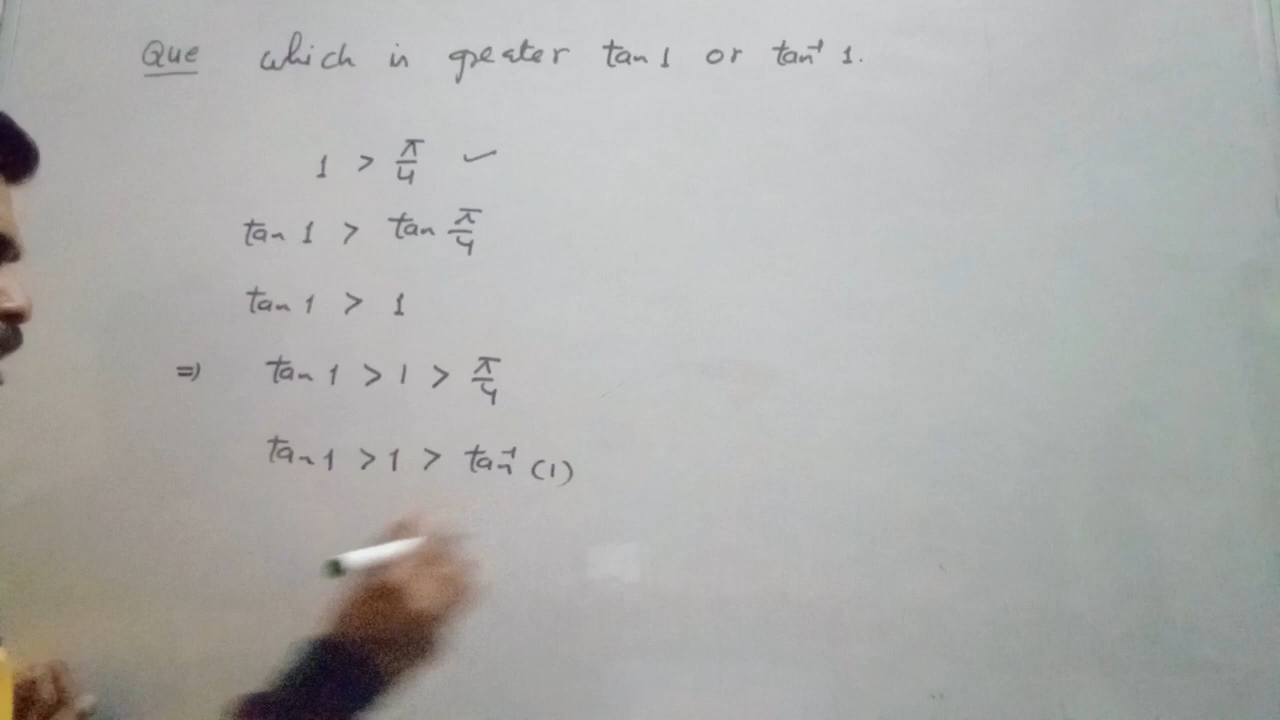 Que which is greater tan 1 or tan⁻¹ 1.
1 > π/4 ✓
tan 1 > tan π/4
tan 1 > 1
⇒ tan 1 > 1 > π/4
tan 1 > 1 > tan⁻¹ (1)